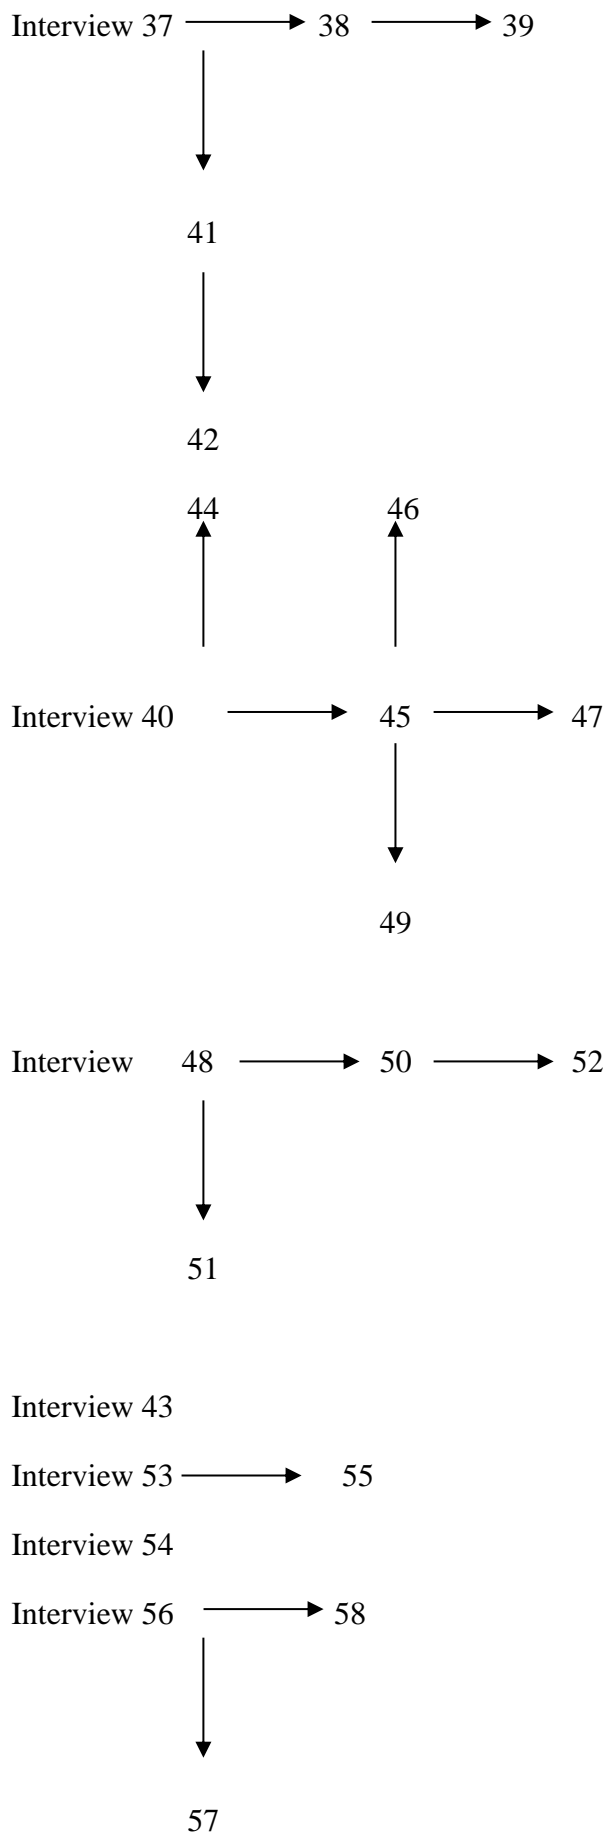 Interview 37 38 39
41
42
44 46
Interview 40 45 47
49
Interview 48 50 52
51
Interview 43
Interview 53 55
Interview 54
Interview 56 58
57